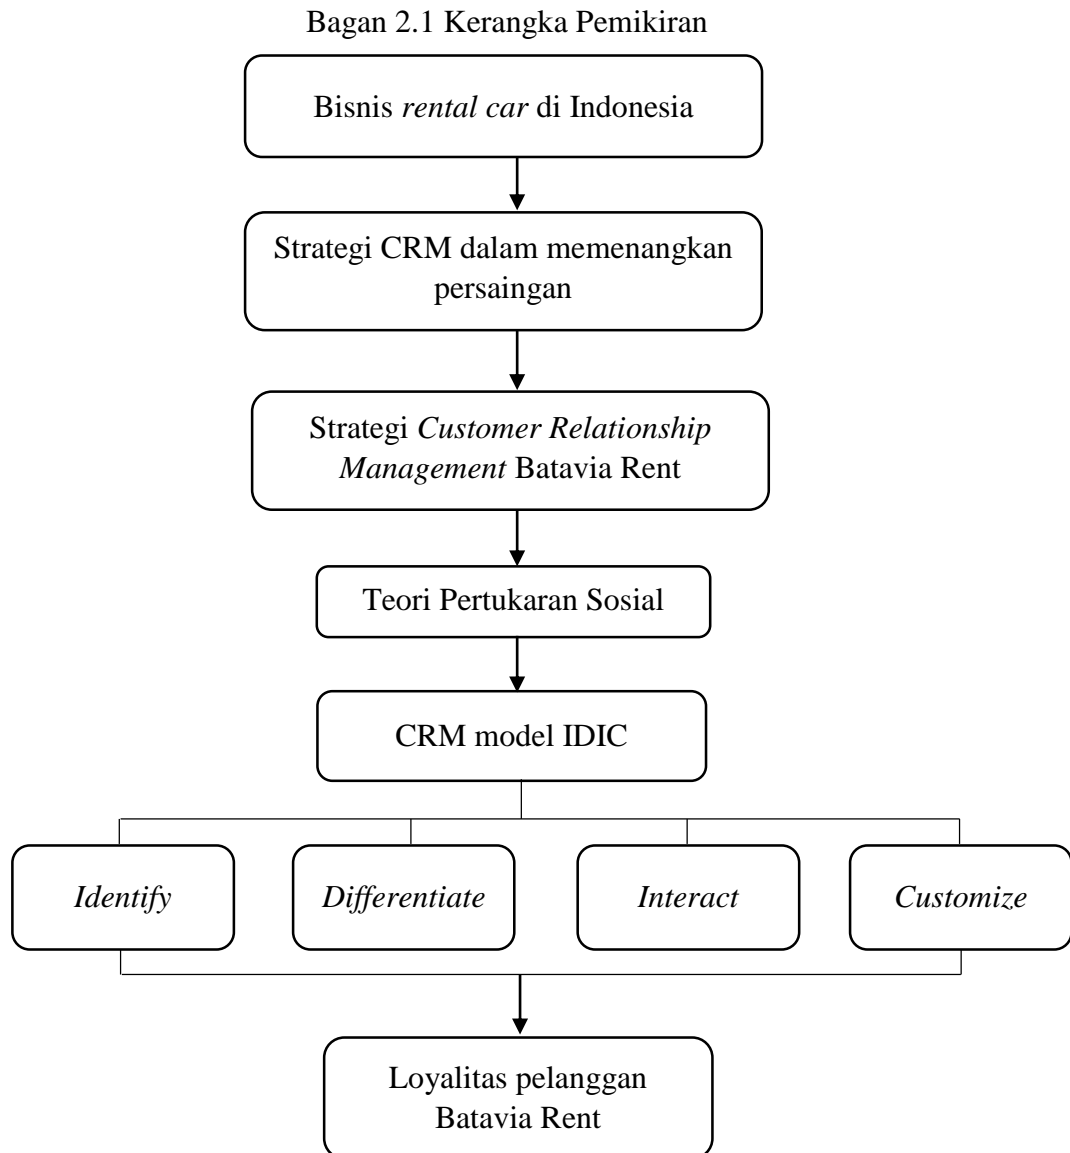 Bagan 2.1 Kerangka Pemikiran
Bisnis rental car di Indonesia
Strategi CRM dalam memenangkan
persaingan
Strategi Customer Relationship
Management Batavia Rent
Teori Pertukaran Sosial
CRM model IDIC
Identify
Differentiate
Interact
Customize
Loyalitas pelanggan
Batavia Rent